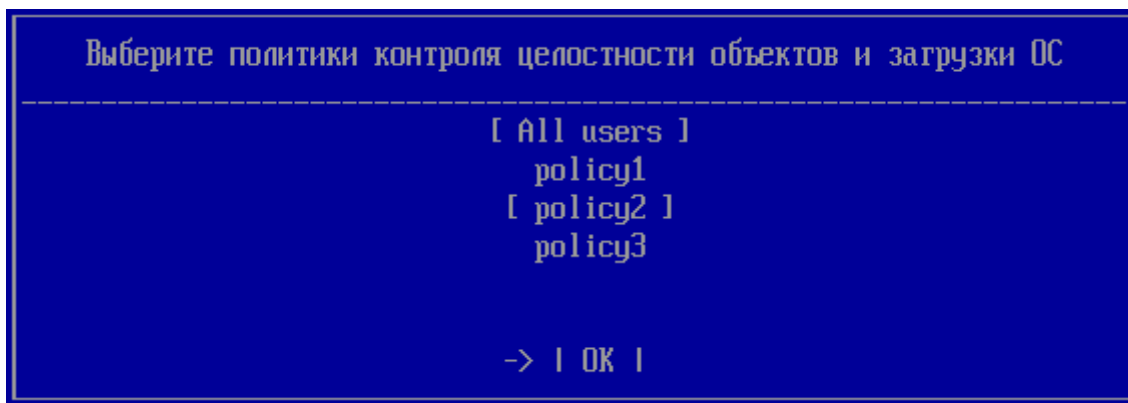 Выберите политики контроля целостности объектов и загрузки ОС
[ All users ]
policy1
[ policy2 ]
policy3
-> | OK |